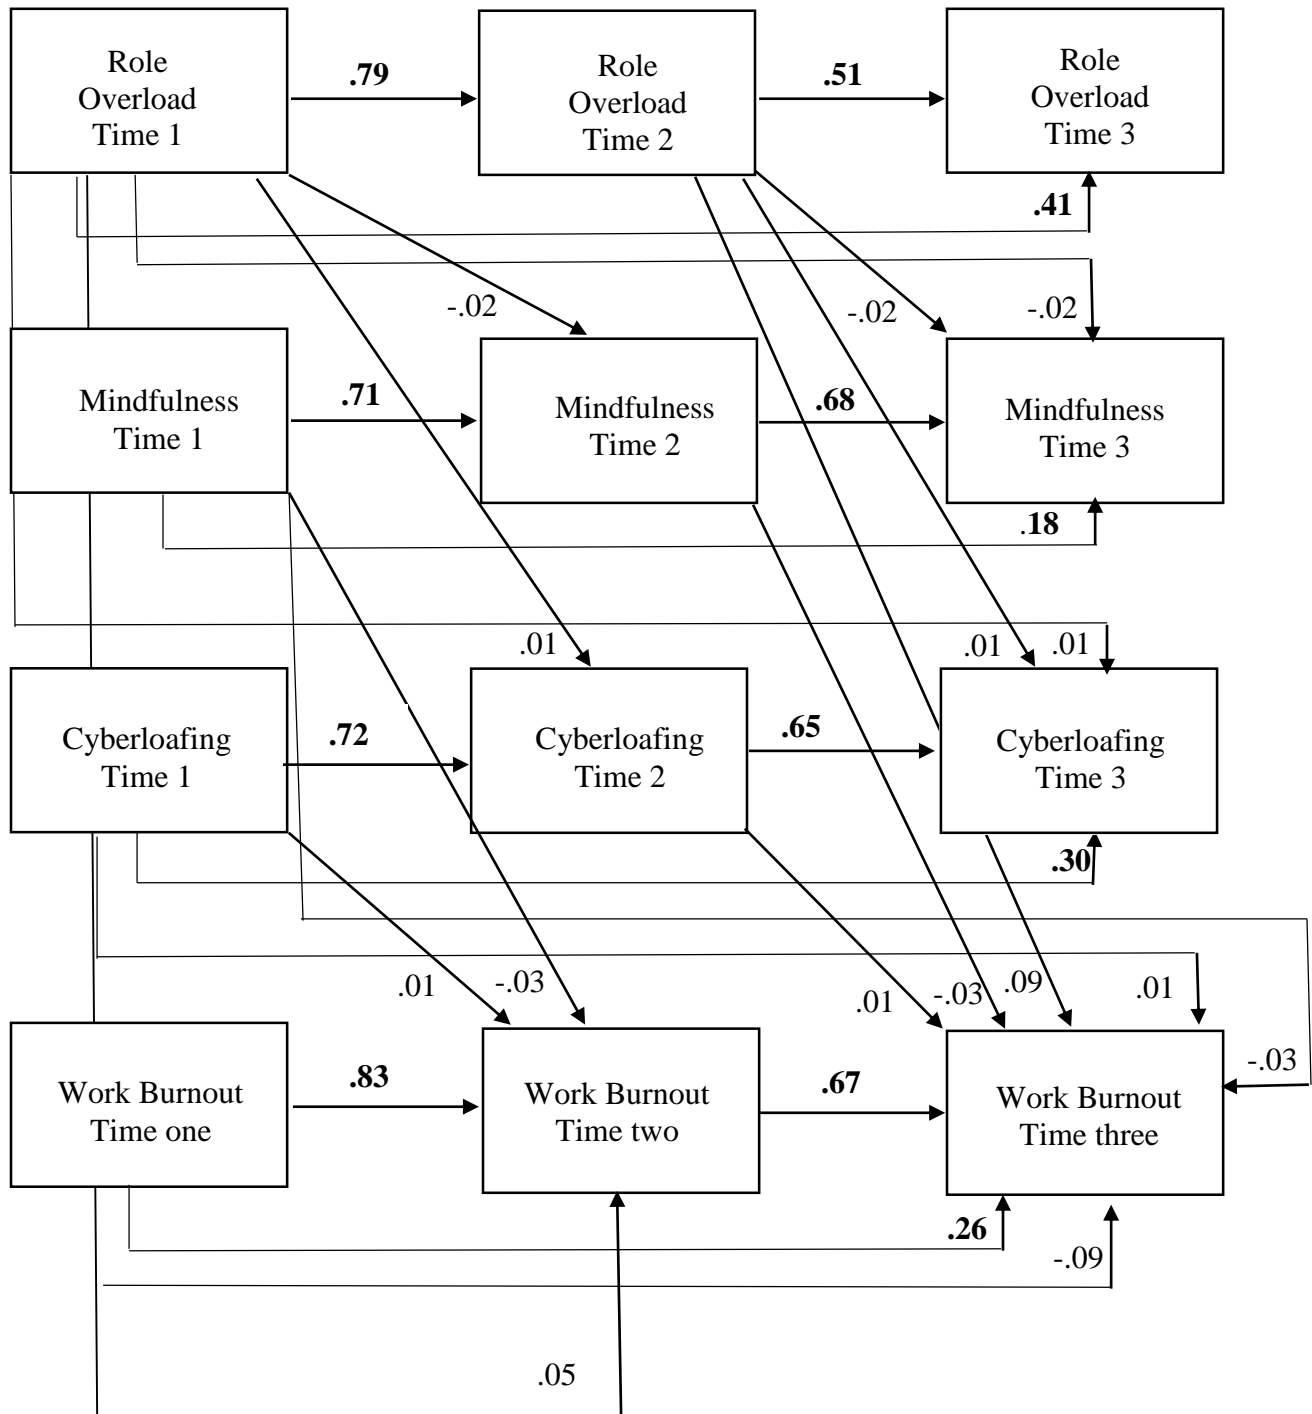 Role
Overload
Time 1
.79
Role
Overload
Time 2
.51
Role
Overload
Time 3
.41
-.02
-.02
-.02
Mindfulness
Time 1
.71
Mindfulness
Time 2
.68
Mindfulness
Time 3
.18
.01
.01
.01
Cyberloafing
Time 1
.72
Cyberloafing
Time 2
.65
Cyberloafing
Time 3
.30
.01
-.03
.01
-.03
.09
.01
-.03
Work Burnout
Time one
.83
Work Burnout
Time two
.67
Work Burnout
Time three
.26
-.09
.05